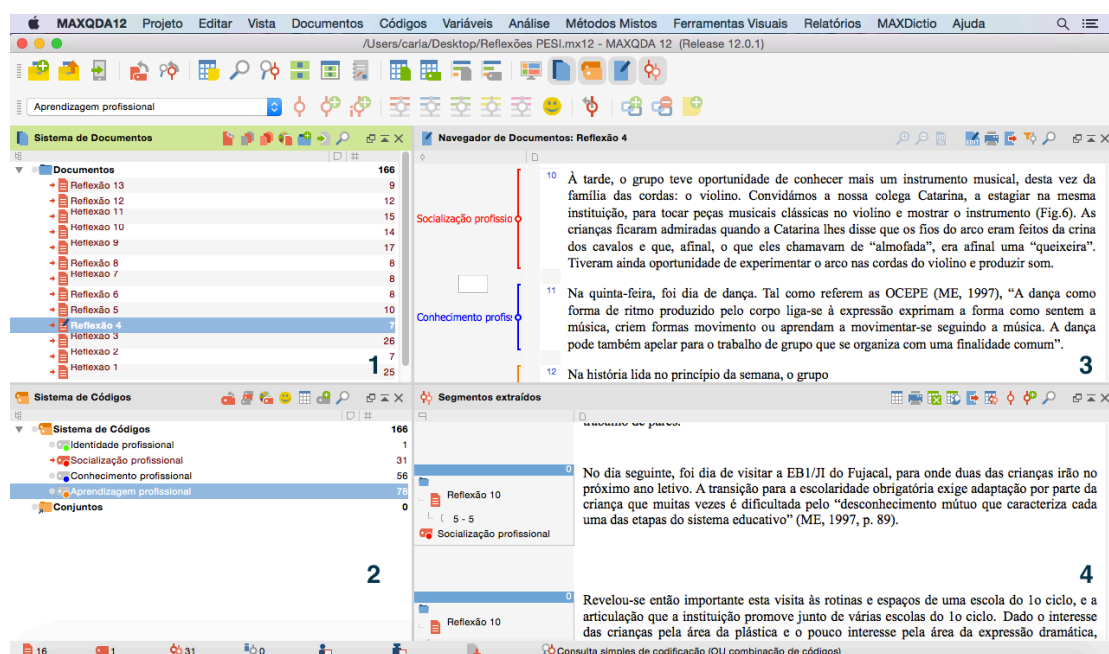 MAXQDA12 Projeto Editar Vista Documentos Códigos Variáveis Análise Métodos Mistos Ferramentas Visuais Relatórios MAXDictio Ajuda
/Users/carla/Desktop/Reflexões PESI.mx12 - MAXQDA 12 (Release 12.0.1)
Aprendizagem profissional
Sistema de Documentos
Documentos 166
Reflexão 13 9
Reflexão 12 12
Reflexão 11 15
Reflexão 10 14
Reflexão 9 17
Reflexão 8 8
Reflexão 7 8
Reflexão 6 8
Reflexão 5 10
Reflexão 4 7
Reflexão 3 26
Reflexão 2 7
Reflexão 1 25
1
Navegador de Documentos: Reflexão 4
Socialização professio
Conhecimento profis:
10 À tarde, o grupo teve oportunidade de conhecer mais um instrumento musical, desta vez da
família das cordas: o violino. Convidámos a nossa colega Catarina, a estagiar na mesma
instituição, para tocar peças musicais clássicas no violino e mostrar o instrumento (Fig.6). As
crianças ficaram admiradas quando a Catarina lhes disse que os fios do arco eram feitos da crina
dos cavalos e que, afinal, o que eles chamavam de “almofada”, era afinal uma “queixeira”.
Tiveram ainda oportunidade de experimentar o arco nas cordas do violino e produzir som.
11 Na quinta-feira, foi dia de dança. Tal como referem as OCEPE (ME, 1997), “A dança como
forma de ritmo produzido pelo corpo liga-se à expressão exprimam a forma como sentem a
música, criem formas movimento ou aprendam a movimentar-se seguindo a música. A dança
pode também apelar para o trabalho de grupo que se organiza com uma finalidade comum”.
12 Na história lida no princípio da semana, o grupo
3
Sistema de Códigos
Sistema de Códigos 166
Identidade profissional 1
Socialização profissional 31
Conhecimento profissional 56
Aprendizagem profissional 78
Conjuntos 0
2
Segmentos extraídos
trabalho de pares.
0
Reflexão 10
5 - 5
Socialização profissional
No dia seguinte, foi dia de visitar a EB1/JI do Fujacal, para onde duas das crianças irão no
próximo ano letivo. A transição para a escolaridade obrigatória exige adaptação por parte da
criança que muitas vezes é dificultada pelo “desconhecimento mútuo que caracteriza cada
uma das etapas do sistema educativo” (ME, 1997, p. 89).
4
0
Reflexão 10
Revelou-se então importante esta visita às rotinas e espaços de uma escola do 1o ciclo, e a
articulação que a instituição promove junto de várias escolas do 1o ciclo. Dado o interesse
das crianças pela área da plástica e o pouco interesse pela área da expressão dramática,
16 1 31 0 Consulta simples de codificação (OU combinação de códigos)